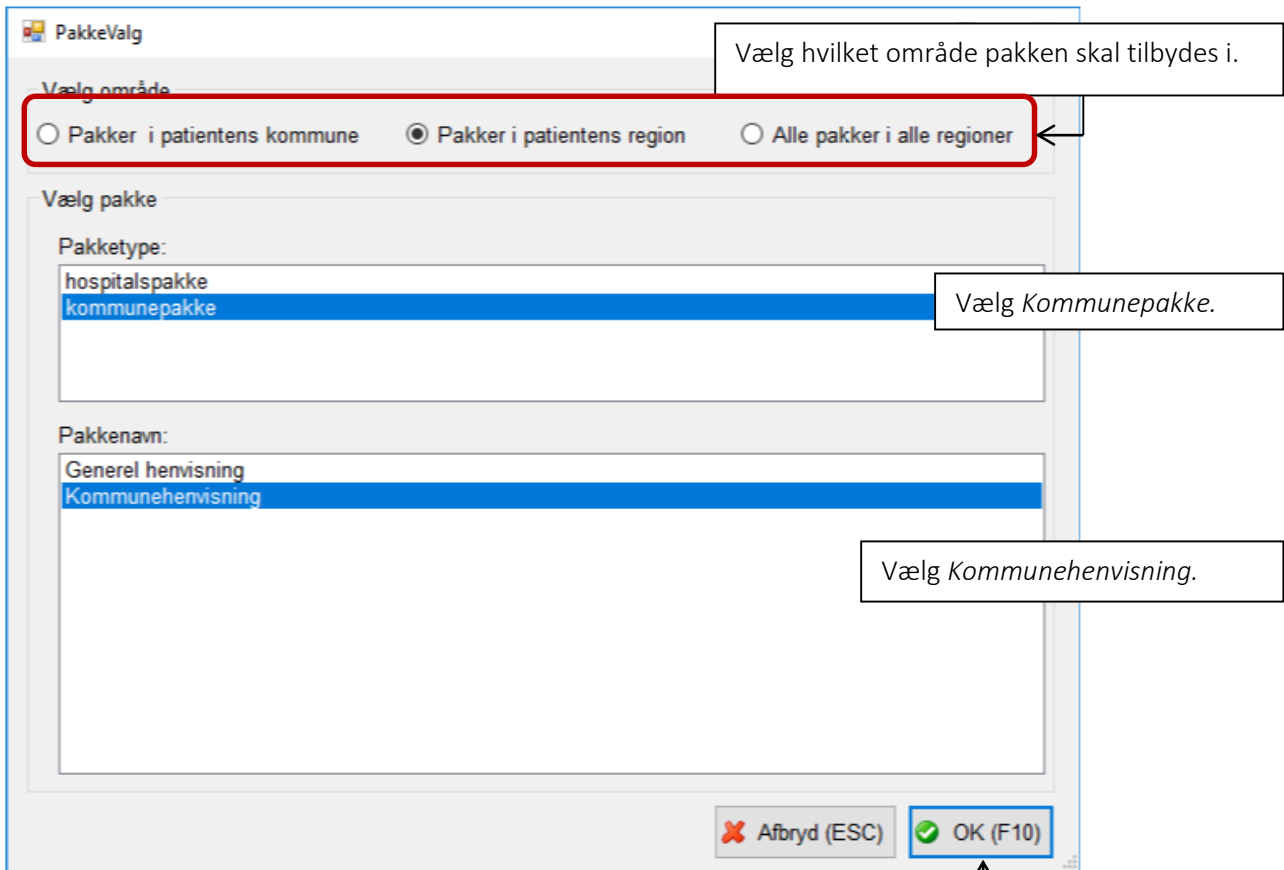 PakkeValg
Vælg hvilket område pakken skal tilbydes i.
Vælg område
Pakker i patientens kommune
Pakker i patientens region
Alle pakker i alle regioner
Vælg pakke
Pakketype:
hospitalspakke
kommunepakke
Vælg Kommunepakke.
Pakkenavn:
Generel henvisning
Kommunehenvisning
Vælg Kommunehenvisning.
Afbryd (ESC)
OK (F10)